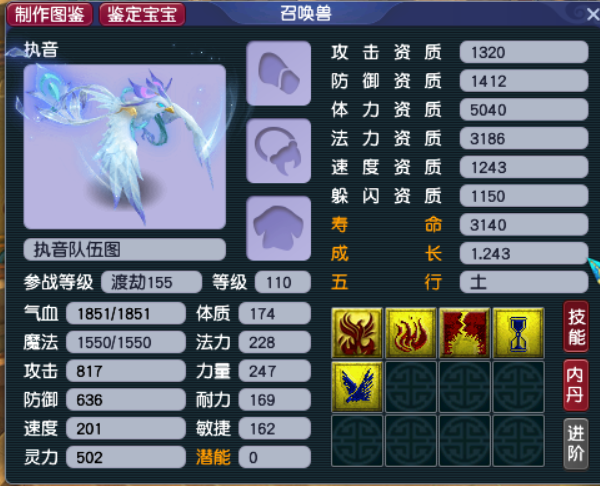 制作图鉴 鉴定宝宝 召唤兽
执音
执音队伍图
参战等级 渡劫155 等级 110
气血 1851/1851 体质 174
魔法 1550/1550 法力 228
攻击 817 力量 247
防御 636 耐力 169
速度 201 敏捷 162
灵力 502 潜能 0
攻击资质 1320
防御资质 1412
体力资质 5040
法力资质 3186
速度资质 1243
躲闪资质 1150
寿命 3140
成长 1.243
五行 土
技能
内丹
进阶